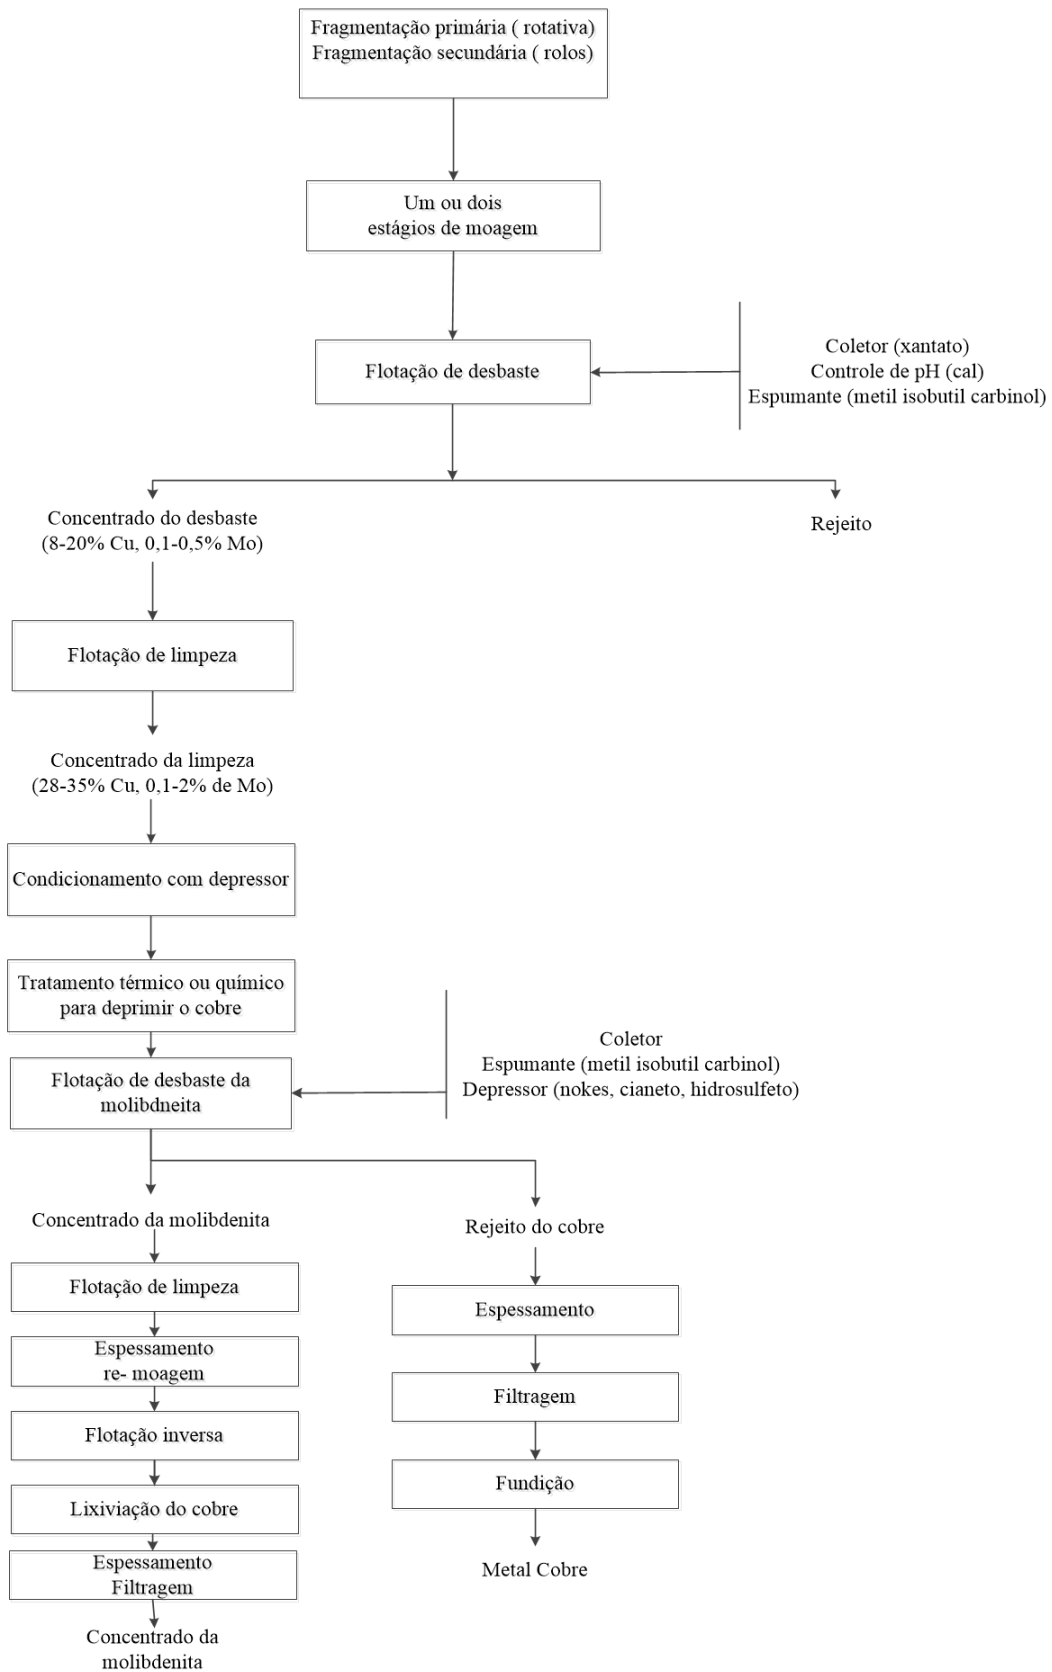 Fragmentação primária ( rotativa)
Fragmentação secundária ( rolos)
Um ou dois
estágios de moagem
Flotação de desbaste
Coletor (xantato)
Controle de pH (cal)
Espumante (metil isobutil carbinol)
Concentrado do desbaste
(8-20% Cu, 0,1-0,5% Mo)
Rejeito
Flotação de limpeza
Concentrado da limpeza
(28-35% Cu, 0,1-2% de Mo)
Condicionamento com depressor
Tratamento térmico ou químico
para deprimir o cobre
Flotação de desbaste da
molibdneita
Coletor
Espumante (metil isobutil carbinol)
Depressor (nokes, cianeto, hidrosulfeto)
Concentrado da molibdenita
Flotação de limpeza
Espessamento
re- moagem
Flotação inversa
Lixiviação do cobre
Espessamento
Filtragem
Concentrado da
molibdenita
Rejeito do cobre
Espessamento
Filtragem
Fundição
Metal Cobre